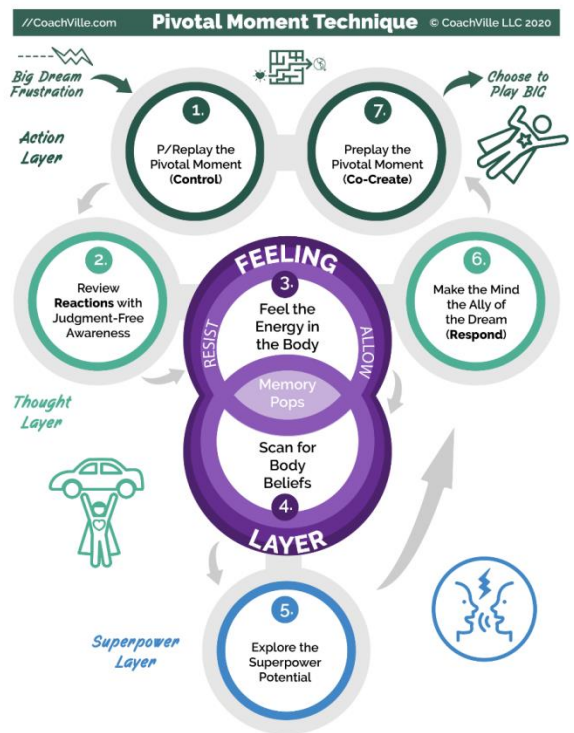 //CoachVille.com
Pivotal Moment Technique
© CoachVille LLC 2020
Big Dream
Frustration
Action
Layer
1.
P/Replay the
Pivotal Moment
(Control)
7.
Preplay the
Pivotal Moment
(Co-Create)
Choose to
Play BIG
2.
Review
Reactions with
Judgment-Free
Awareness
FEELING
3.
Feel the
Energy in
the Body
RESIST
ALLOW
Memory
Pops
Scan for
Body
Beliefs
4.
LAYER
6.
Make the Mind
the Ally of
the Dream
(Respond)
Thought
Layer
Superpower
Layer
5.
Explore the
Superpower
Potential